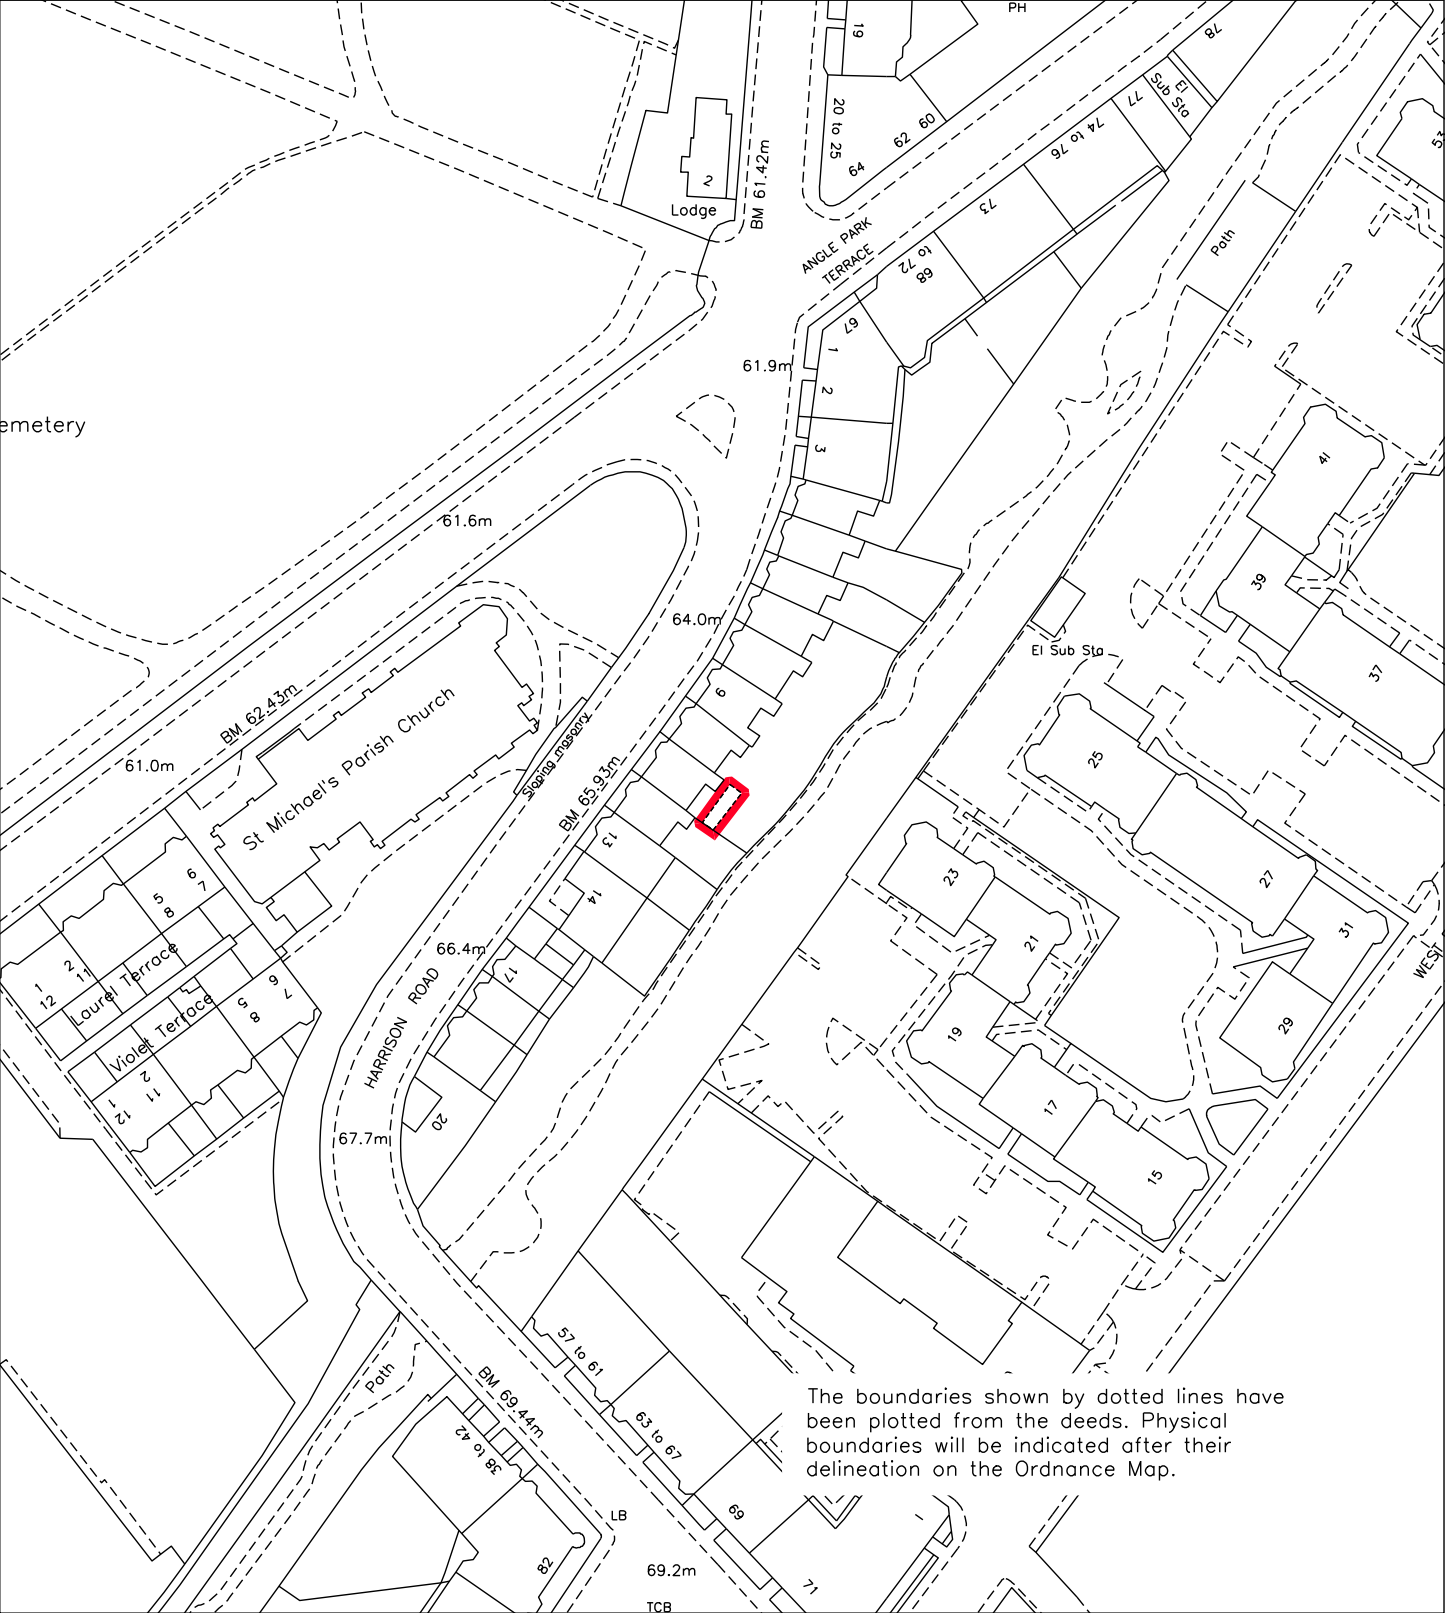 PH
19
78
El
Sub Sta
77
20 to 25
60
62
64
74 to 76
53
2
Lodge
BM 61.42m
73
ANGLE PARK
TERRACE
68
to 72
Path
67
1
2
3
61.9m
emetery
41
61.6m
39
64.0m
El Sub Sta
37
BM 62.43m
St Michael's Parish Church
6
Sloping masonry
61.0m
BM 65.93m
25
13
23
27
14
31
21
5
6
7
8
66.4m
17
WEST
1
2
11
12
Laurel Terrace
Violet Terrace
HARRISON ROAD
5
6
7
8
29
19
1
2
11
12
20
17
67.7m
15
57 to 61
Path
BM 69.44m
63 to 67
38 to 42
The boundaries shown by dotted lines have
been plotted from the deeds. Physical
boundaries will be indicated after their
delineation on the Ordnance Map.
69
LB
82
69.2m
71
TCB